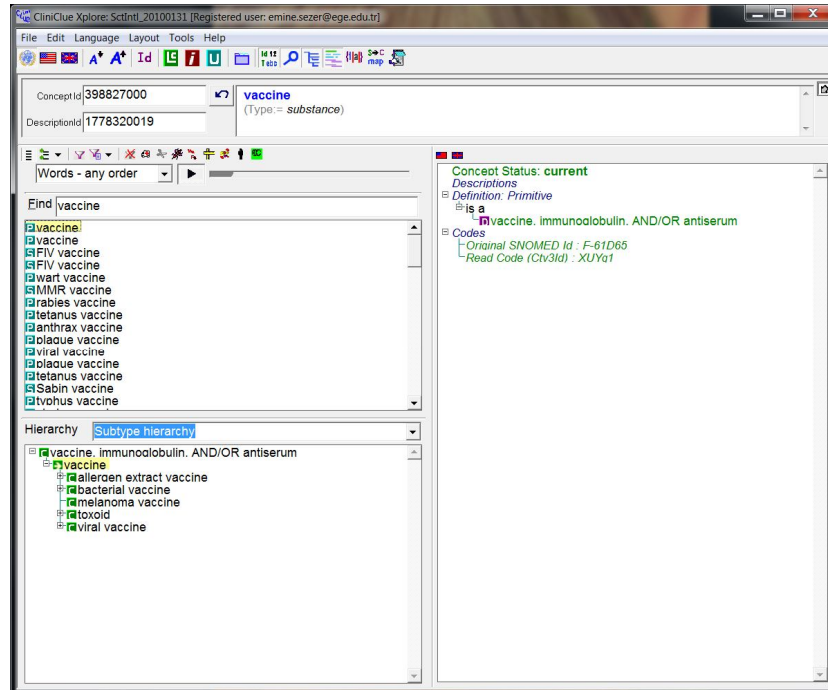 CliniClue Xplore: SctIntl_20100131 [Registered user: emine.sezer@ege.edu.tr]
File Edit Language Layout Tools Help
ConceptId 398827000
DescriptionId 1778320019
vaccine
(Type:= substance)
Words - any order
Find vaccine
vaccine
vaccine
FIV vaccine
FIV vaccine
wart vaccine
MMR vaccine
rabies vaccine
tetanus vaccine
anthrax vaccine
plague vaccine
viral vaccine
plague vaccine
tetanus vaccine
Sabin vaccine
typhus vaccine
Hierarchy Subtype hierarchy
vaccine, immunoglobulin, AND/OR antiserum
vaccine
allergen extract vaccine
bacterial vaccine
melanoma vaccine
toxoid
viral vaccine
Concept Status: current
Descriptions
Definition: Primitive
is a
vaccine, immunoglobulin, AND/OR antiserum
Codes
Original SNOMED Id : F-61D65
Read Code (Ctv3Id) : XUYq1